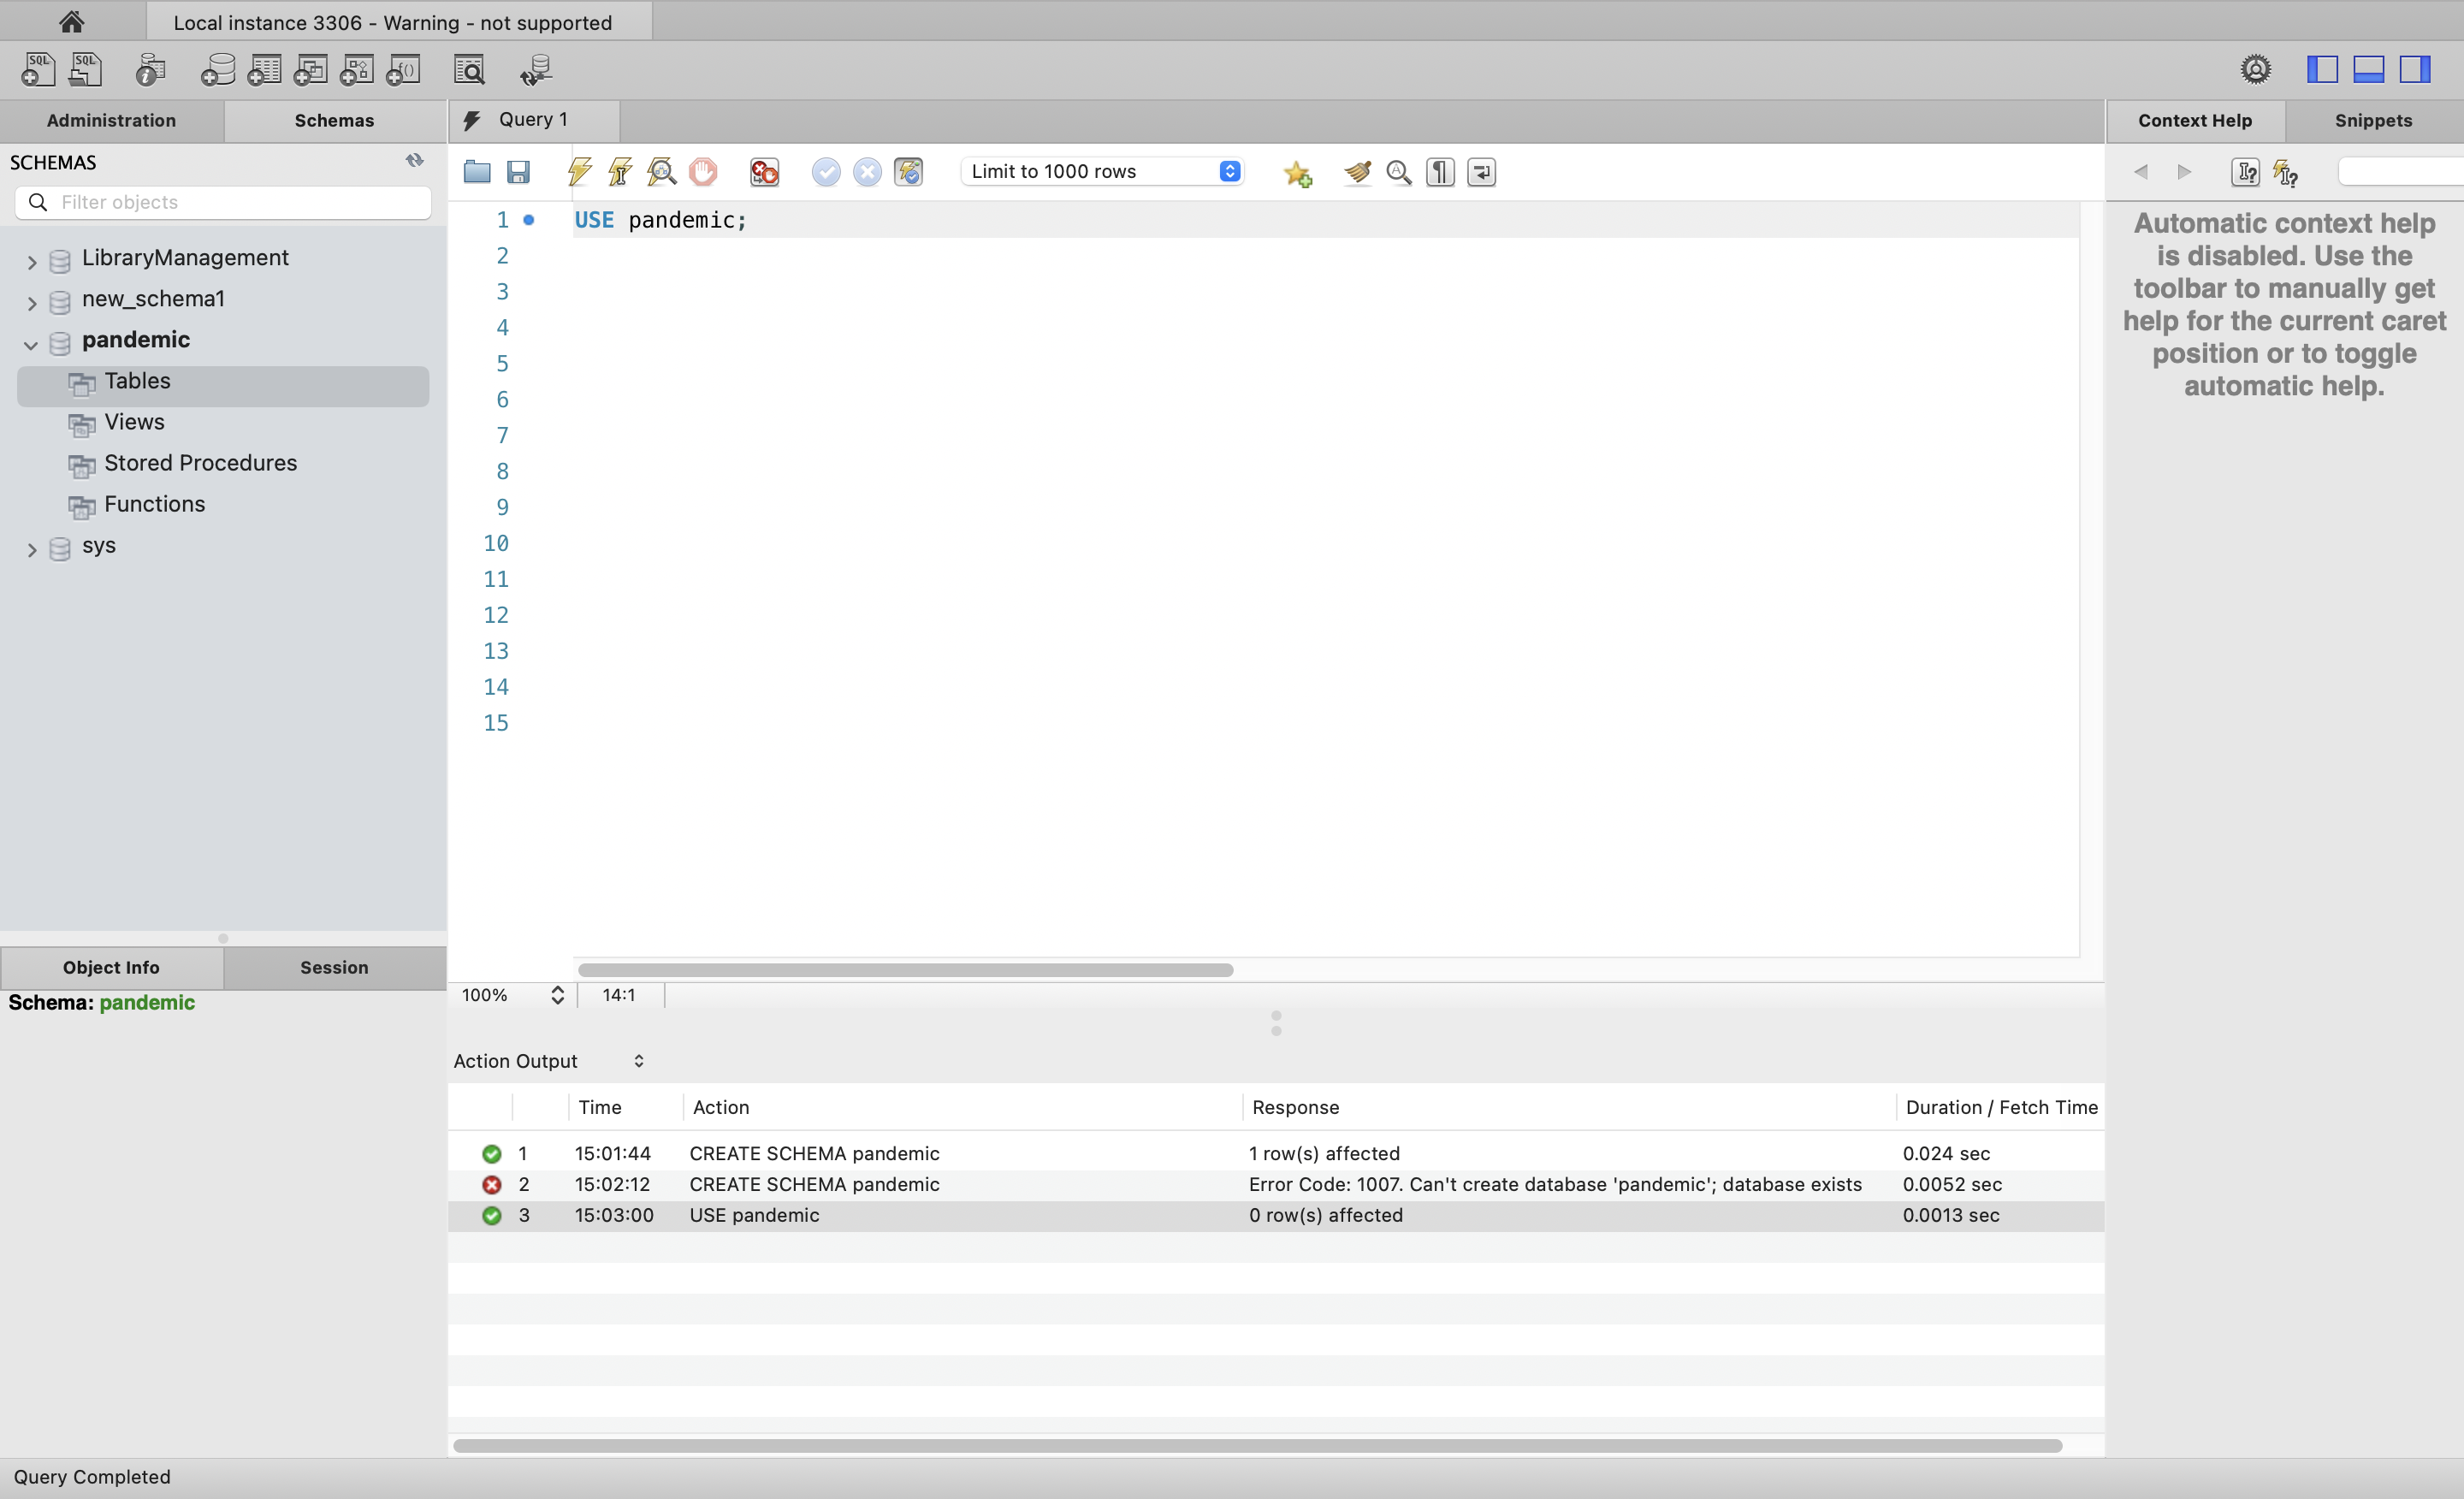 Local instance 3306 - Warning - not supported
SQL SQL
Administration Schemas
Query 1
Context Help Snippets
SCHEMAS
Filter objects
Limit to 1000 rows
LibraryManagement
new_schema1
pandemic
Tables
Views
Stored Procedures
Functions
sys
1 USE pandemic;
2
3
4
5
6
7
8
9
10
11
12
13
14
15
Automatic context help
is disabled. Use the
toolbar to manually get
help for the current caret
position or to toggle
automatic help.
Object Info Session
Schema: pandemic
100% 14:1
Action Output
Time Action Response Duration / Fetch Time
1 15:01:44 CREATE SCHEMA pandemic 1 row(s) affected 0.024 sec
2 15:02:12 CREATE SCHEMA pandemic Error Code: 1007. Can't create database 'pandemic'; database exists 0.0052 sec
3 15:03:00 USE pandemic 0 row(s) affected 0.0013 sec
Query Completed